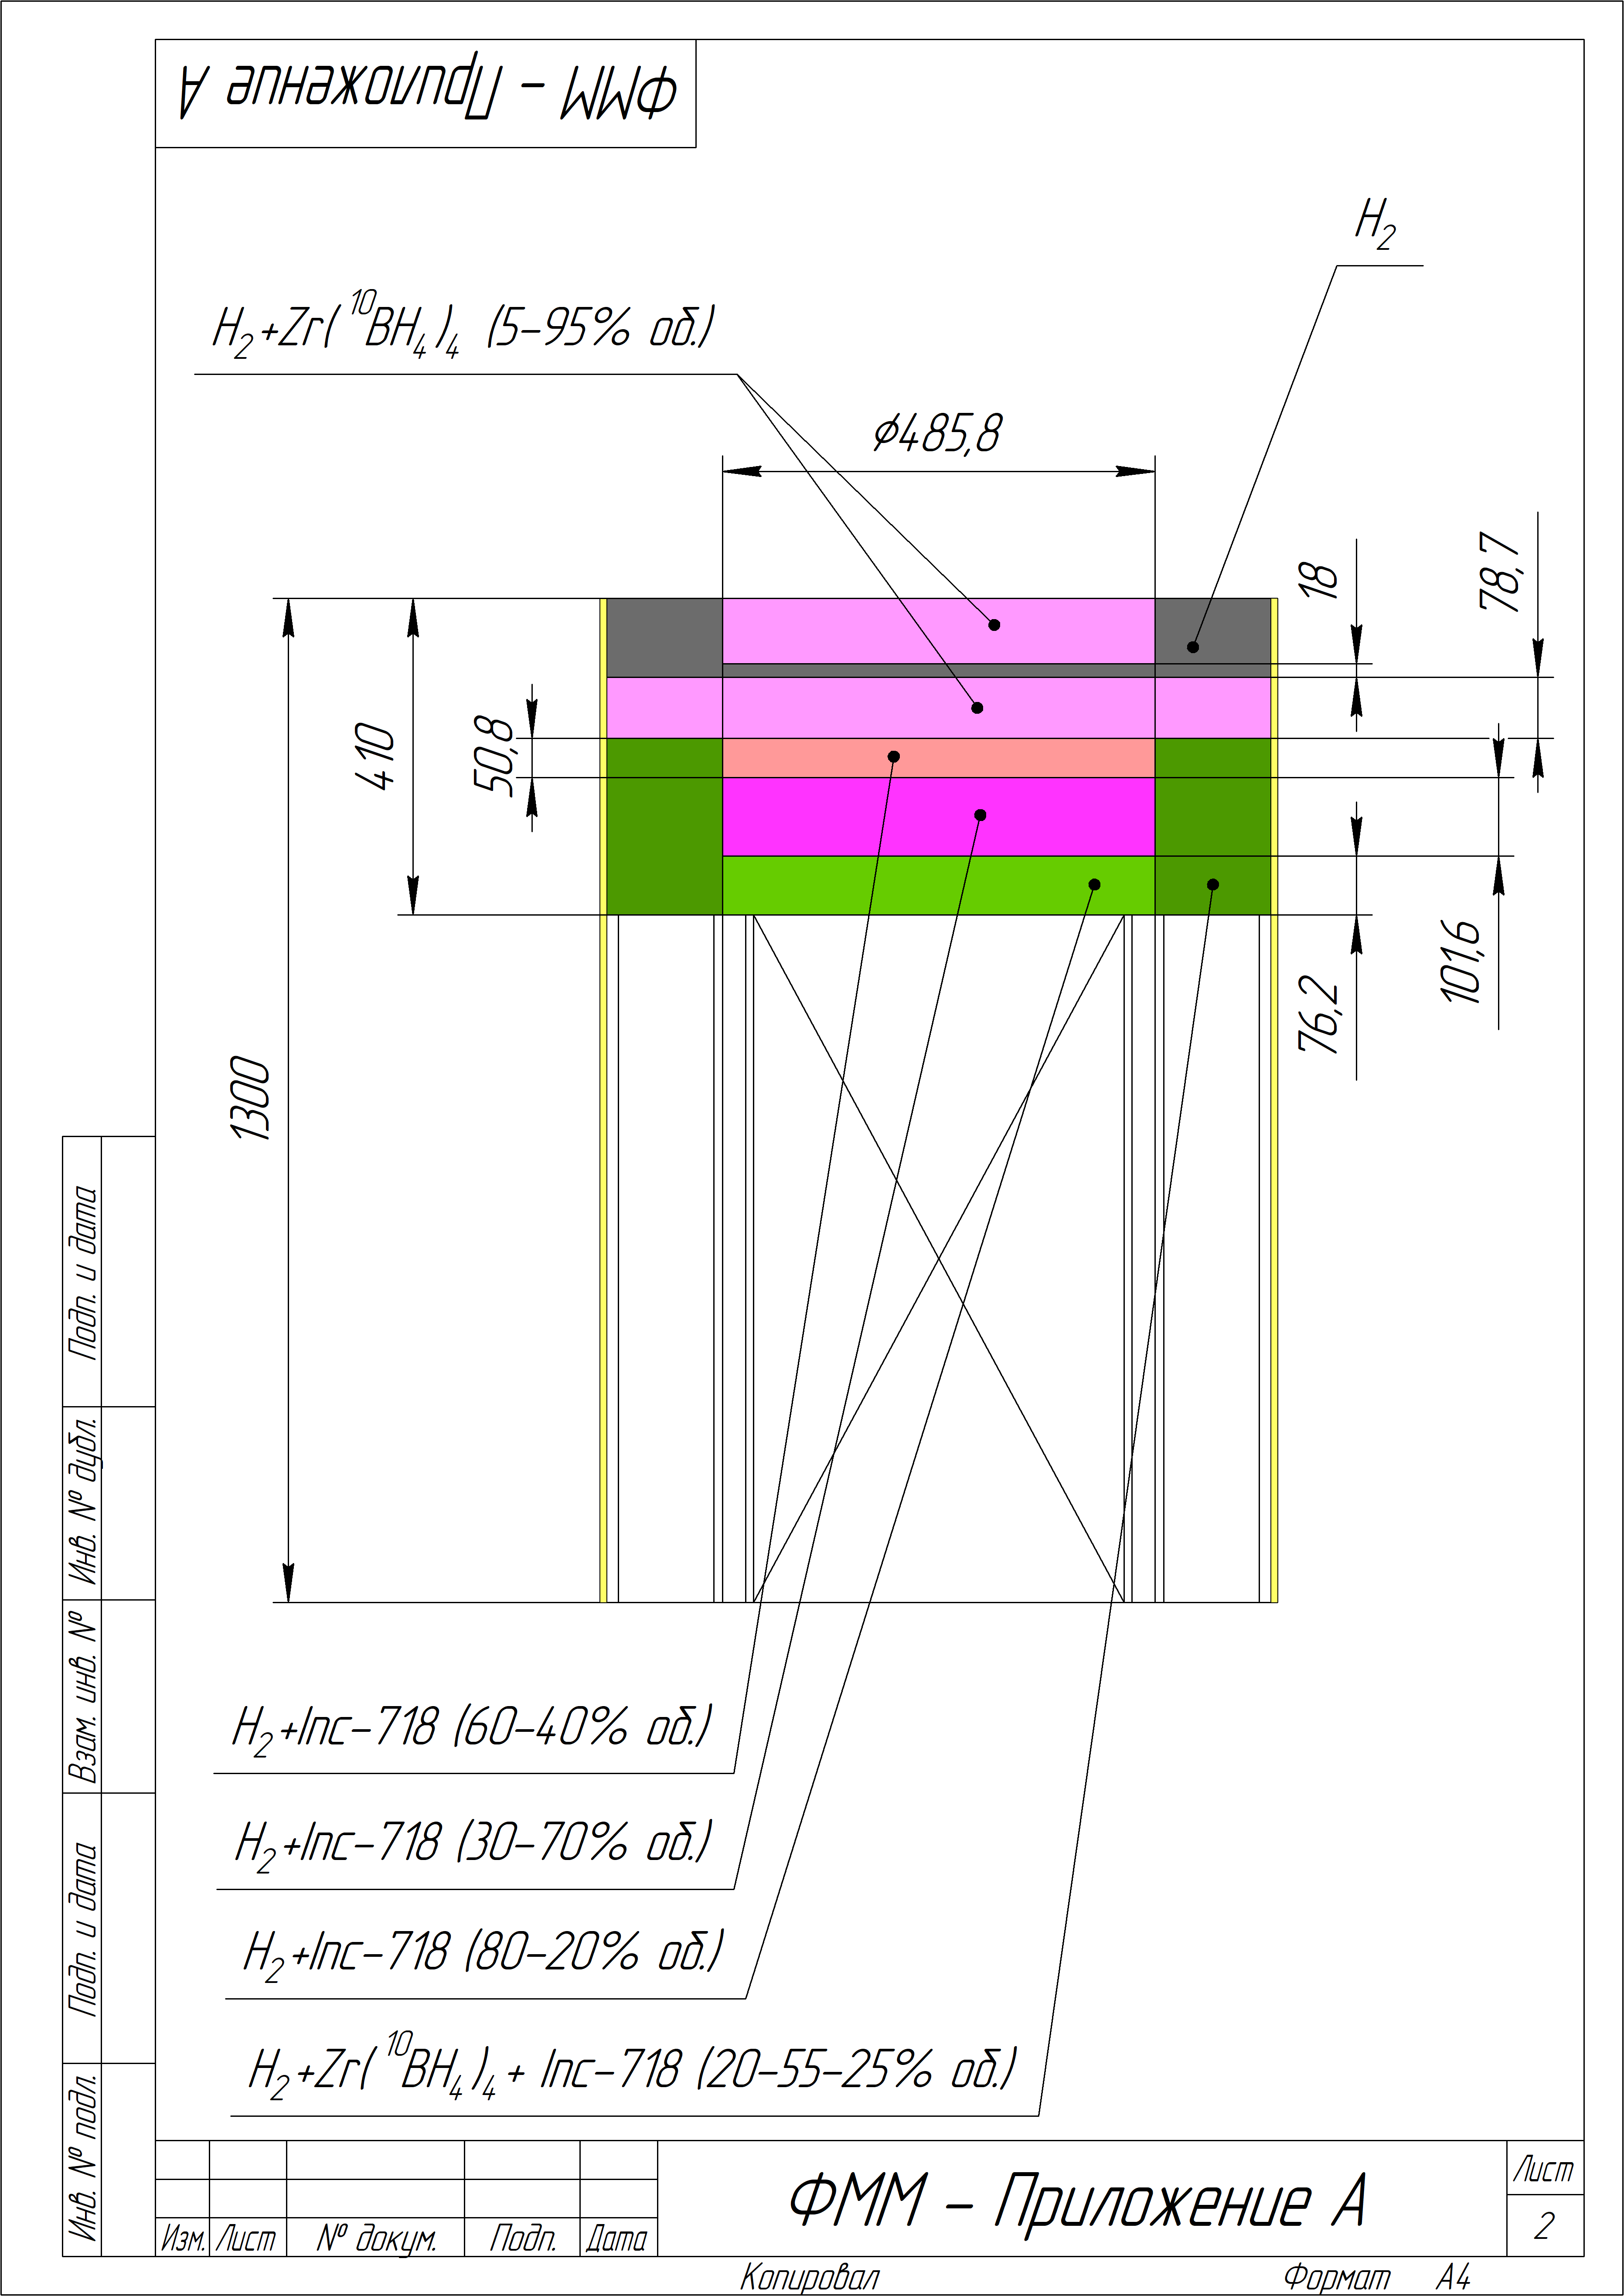 ФММ - Приложение А
H2
H2+Zr(10BH4)4 (5-95% об.)
⌀485,8
18
78,7
410
50,8
101,6
76,2
1300
H2+Inc-718 (60-40% об.)
H2+Inc-718 (30-70% об.)
H2+Inc-718 (80-20% об.)
H2+Zr(10BH4)4 + Inc-718 (20-55-25% об.)
Подп. и дата
Инв. № дубл.
Взам. инв. №
Подп. и дата
Инв. № подл.
Изм. Лист № докум. Подп. Дата
ФММ - Приложение А
Лист
2
Копировал
Формат А4